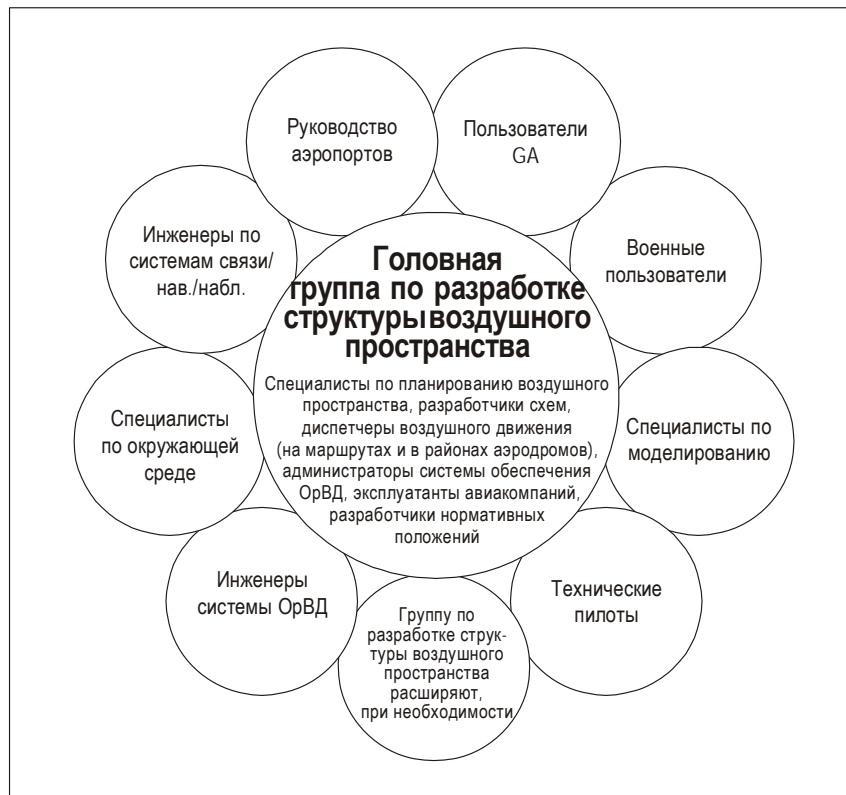 Руководство
аэропортов
Пользователи
GA
Инженеры по
системам связи/
нав./набл.
Военные
пользователи
Головная
группа по разработке
структуры воздушного
пространства
Специалисты по планированию воздушного
пространства, разработчики схем,
диспетчеры воздушного движения
(на маршрутах и в районах аэродромов),
администраторы системы обеспечения
ОрВД, эксплуатанты авиакомпаний,
разработчики нормативных
положений
Специалисты
по окружающей
среде
Специалисты по
моделированию
Инженеры
системы ОрВД
Технические
пилоты
Группу по
разработке струк-
туры воздушного
пространства
расширяют,
при необходимости